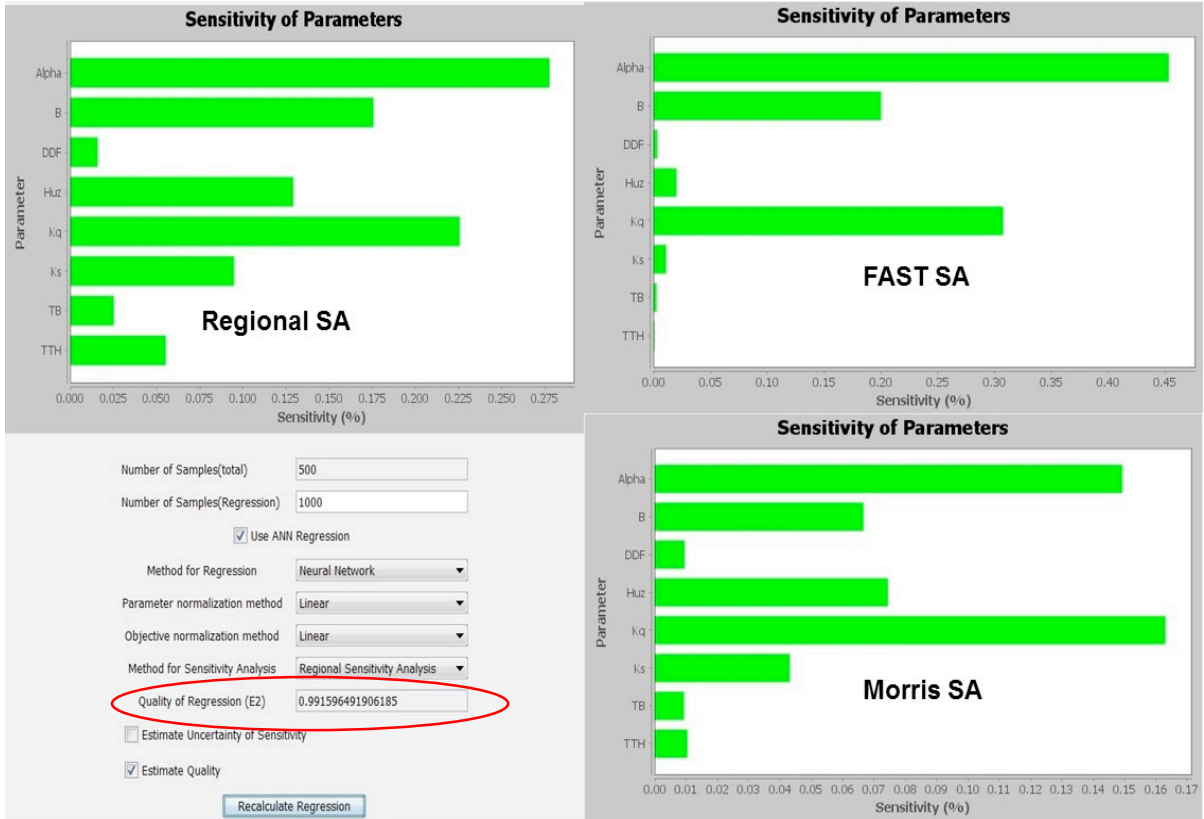 Sensitivity of Parameters
Alpha
B
DDF
Huz
Kq
Ks
TB
TTH
Parameter
Regional SA
0.000 0.025 0.050 0.075 0.100 0.125 0.150 0.175 0.200 0.225 0.250 0.275
Sensitivity (%)
Sensitivity of Parameters
Alpha
B
DDF
Huz
Kq
Ks
TB
TTH
Parameter
FAST SA
0.00 0.05 0.10 0.15 0.20 0.25 0.30 0.35 0.40 0.45
Sensitivity (%)
Number of Samples(total) 500
Number of Samples(Regression) 1000
Use ANN Regression
Method for Regression Neural Network
Parameter normalization method Linear
Objective normalization method Linear
Method for Sensitivity Analysis Regional Sensitivity Analysis
Quality of Regression (E2) 0.991596491906185
Estimate Uncertainty of Sensitivity
Estimate Quality
Recalculate Regression
Sensitivity of Parameters
Alpha
B
DDF
Huz
Kq
Ks
TB
TTH
Parameter
Morris SA
0.00 0.01 0.02 0.03 0.04 0.05 0.06 0.07 0.08 0.09 0.10 0.11 0.12 0.13 0.14 0.15 0.16 0.17
Sensitivity (%)